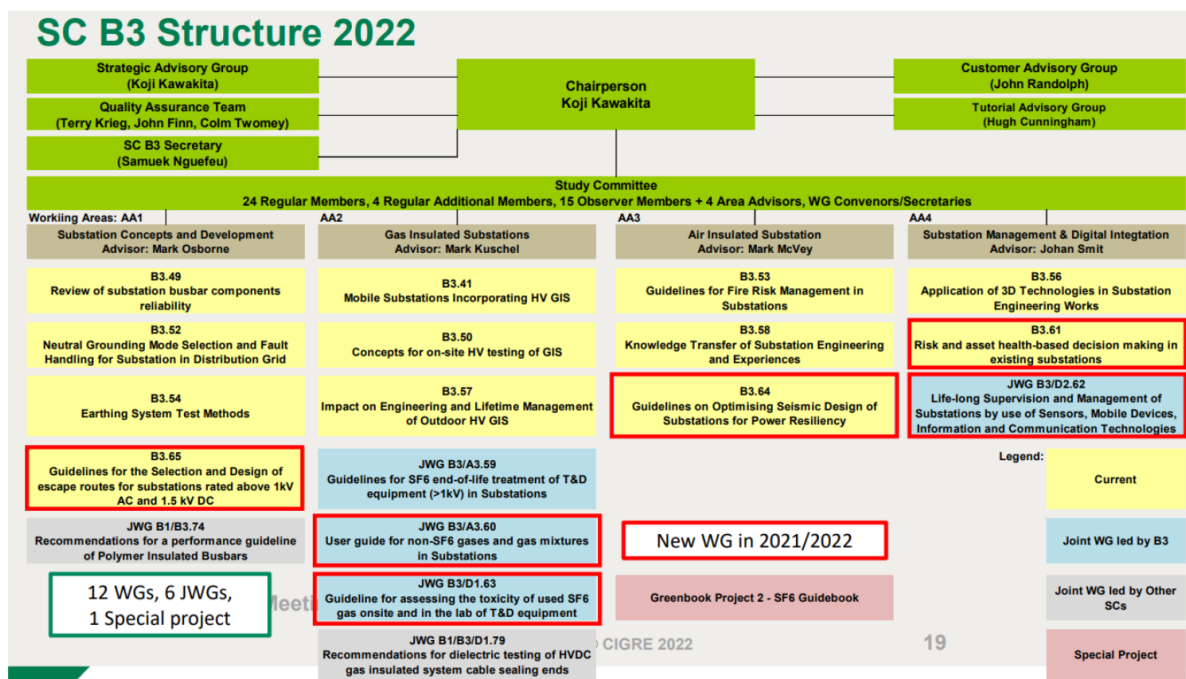 SC B3 Structure 2022
Strategic Advisory Group
(Koji Kawakita)
Quality Assurance Team
(Terry Krieg, John Finn, Colm Twomey)
SC B3 Secretary
(Samuek Nguefeu)
Chairperson
Koji Kawakita
Customer Advisory Group
(John Randolph)
Tutorial Advisory Group
(Hugh Cunningham)
Study Committee
24 Regular Members, 4 Regular Additional Members, 15 Observer Members + 4 Area Advisors, WG Convenors/Secretaries
Workiing Areas: AA1
Substation Concepts and Development
Advisor: Mark Osborne
B3.49
Review of substation busbar components
reliability
B3.52
Neutral Grounding Mode Selection and Fault
Handling for Substation in Distribution Grid
B3.54
Earthing System Test Methods
B3.65
Guidelines for the Selection and Design of
escape routes for substations rated above 1kV
AC and 1.5 kV DC
JWG B1/B3.74
Recommendations for a performance guideline
of Polymer Insulated Busbars
12 WGs, 6 JWGs,
1 Special project
AA2
Gas Insulated Substations
Advisor: Mark Kuschel
B3.41
Mobile Substations Incorporating HV GIS
B3.50
Concepts for on-site HV testing of GIS
B3.57
Impact on Engineering and Lifetime Management
of Outdoor HV GIS
JWG B3/A3.59
Guidelines for SF6 end-of-life treatment of T&D
equipment (>1kV) in Substations
JWG B3/A3.60
User guide for non-SF6 gases and gas mixtures
in Substations
JWG B3/D1.63
Guideline for assessing the toxicity of used SF6
gas onsite and in the lab of T&D equipment
JWG B1/B3/D1.79
Recommendations for dielectric testing of HVDC
gas insulated system cable sealing ends
AA3
Air Insulated Substation
Advisor: Mark McVey
B3.53
Guidelines for Fire Risk Management in
Substations
B3.58
Knowledge Transfer of Substation Engineering
and Experiences
B3.64
Guidelines on Optimising Seismic Design of
Substations for Power Resiliency
New WG in 2021/2022
Greenbook Project 2 - SF6 Guidebook
CIGRE 2022
19
AA4
Substation Management & Digital Integtation
Advisor: Johan Smit
B3.56
Application of 3D Technologies in Substation
Engineering Works
B3.61
Risk and asset health-based decision making in
existing substations
JWG B3/D2.62
Life-long Supervision and Management of
Substations by use of Sensors, Mobile Devices,
Information and Communication Technologies
Legend:
Current
Joint WG led by B3
Joint WG led by Other
SCs
Special Project